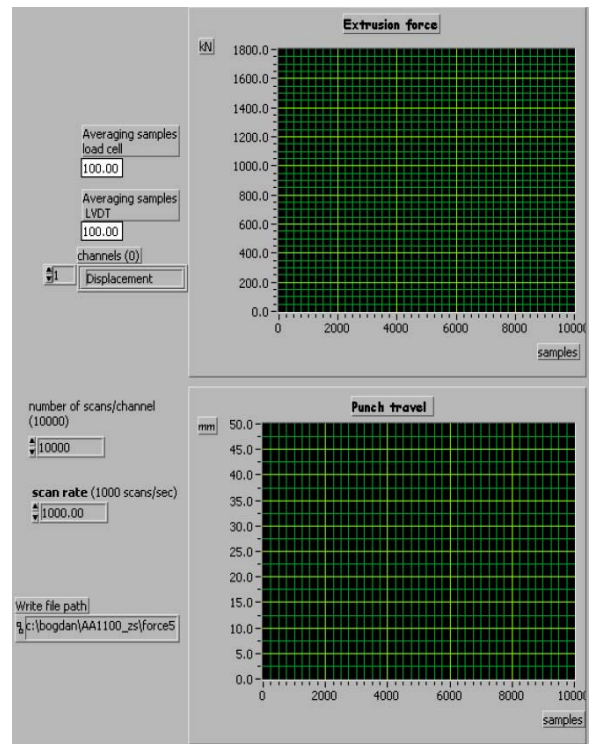 Extrusion force
kN
1800.0
1600.0
1400.0
1200.0
1000.0
800.0
600.0
400.0
200.0
0.0
0 2000 4000 6000 8000 10000
samples
Averaging samples
load cell
100.00
Averaging samples
LVDT
100.00
channels (0)
1 Displacement
number of scans/channel
(10000)
10000
scan rate (1000 scans/sec)
1000.00
Write file path
c:\bogdan\AA1100_zs\force5
Punch travel
mm
50.0
45.0
40.0
35.0
30.0
25.0
20.0
15.0
10.0
5.0
0.0
0 2000 4000 6000 8000 10000
samples